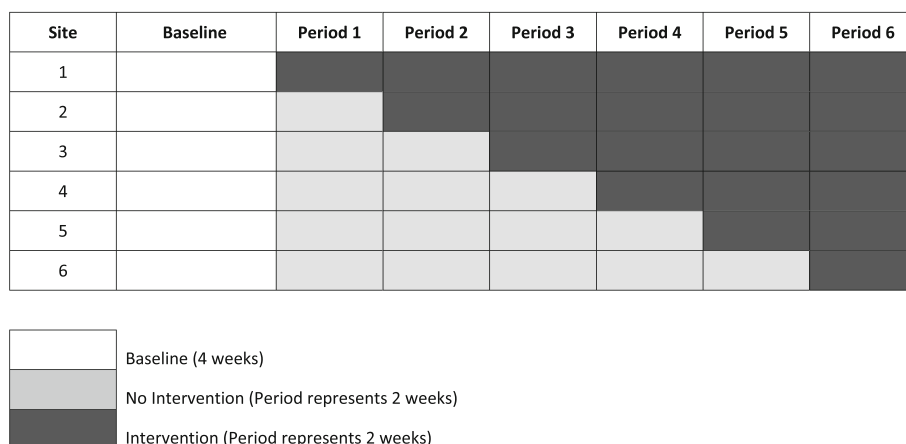 Site Baseline Period 1 Period 2 Period 3 Period 4 Period 5 Period 6
1
2
3
4
5
6
Baseline (4 weeks)
No Intervention (Period represents 2 weeks)
Intervention (Period represents 2 weeks)